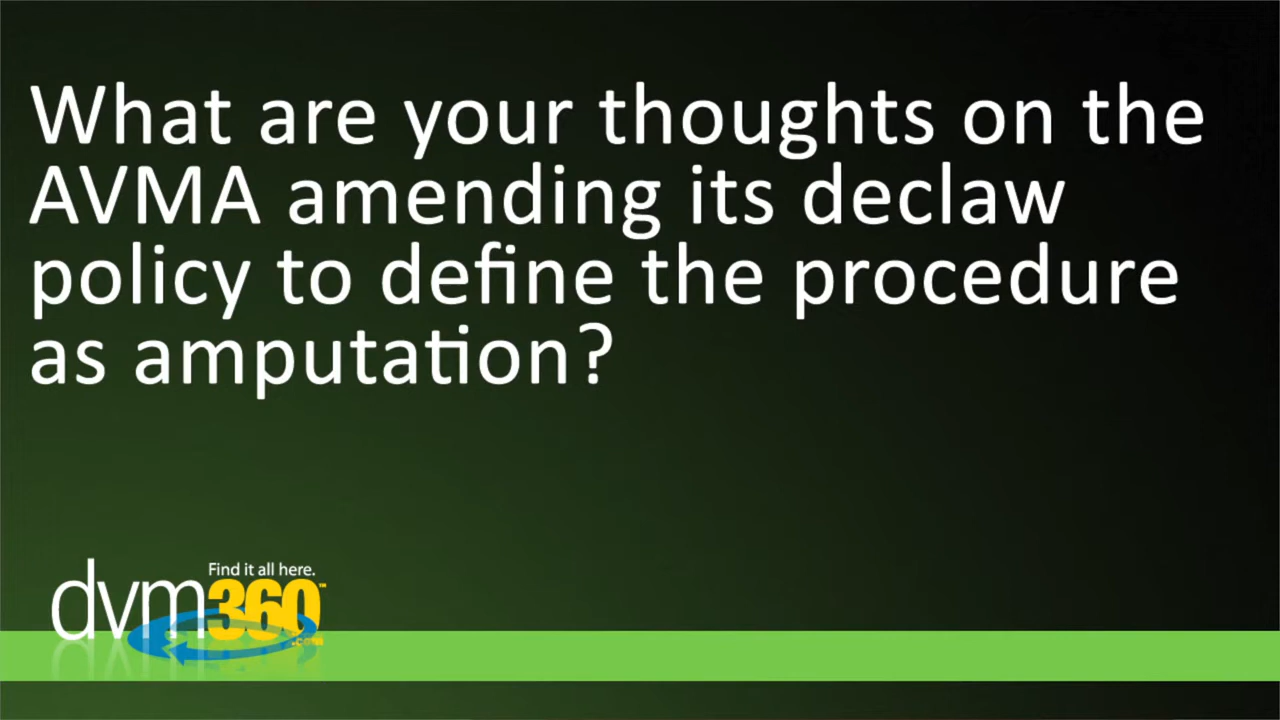 What are your thoughts on the
AVMA amending its declaw
policy to define the procedure
as amputation?
Find it all here.
dvm360™
.com